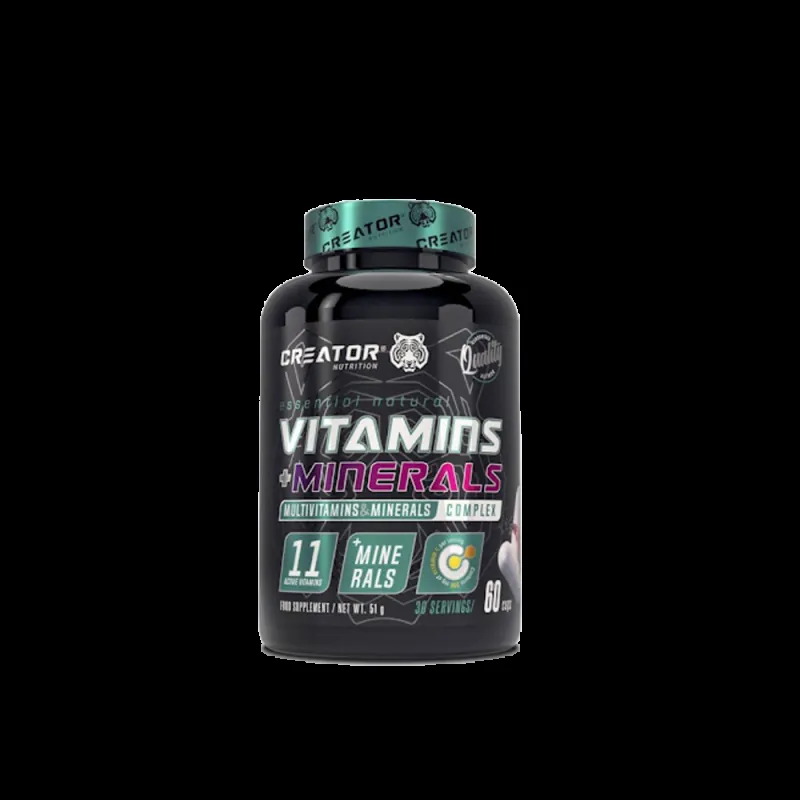 CREATOR®
NUTRITION
CREATOR
CREATOR®
NUTRITION
Quality
essential natural
VITAMINS
+MINERALS
MULTIVITAMINS&MINERALS COMPLEX
11
ACTIVE VITAMINS
+MINE
RALS
FOOD SUPPLEMENT / NET WT. 51 g
30 SERVINGS/
60 caps